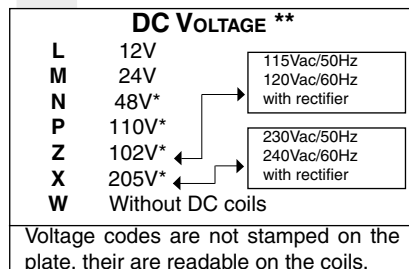 DC VOLTAGE **
L 12V
M 24V
N 48V*
P 110V*
Z 102V*
X 205V*
W Without DC coils
115Vac/50Hz
120Vac/60Hz
with rectifier
230Vac/50Hz
240Vac/60Hz
with rectifier
Voltage codes are not stamped on the
plate, their are readable on the coils.